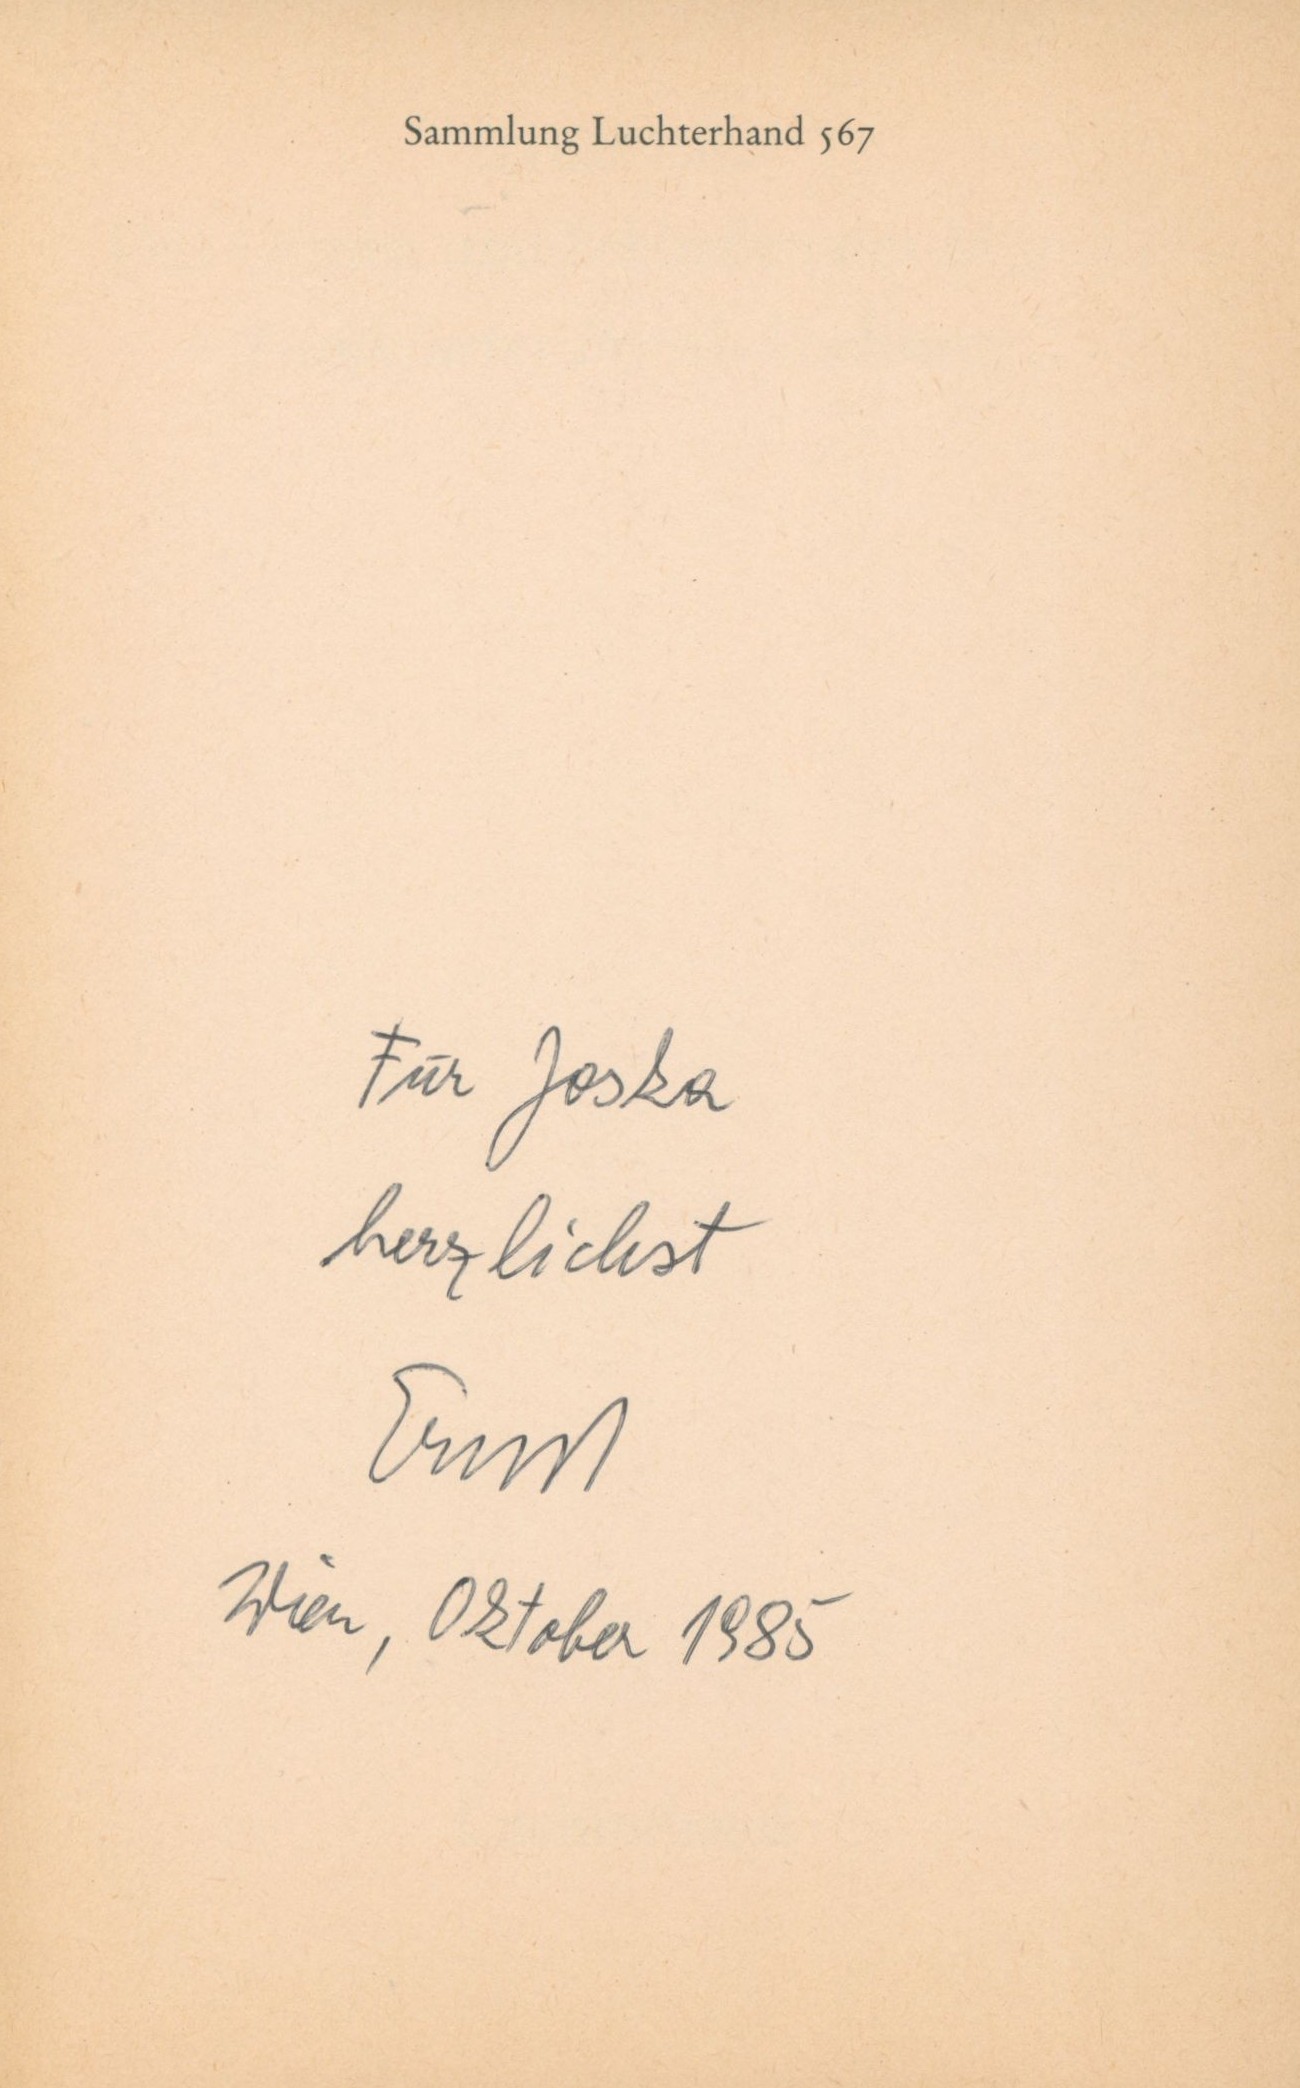 Sammlung Luchterhand 567
Für Joska
herzlichst
Ernst
Wien, Oktober 1985